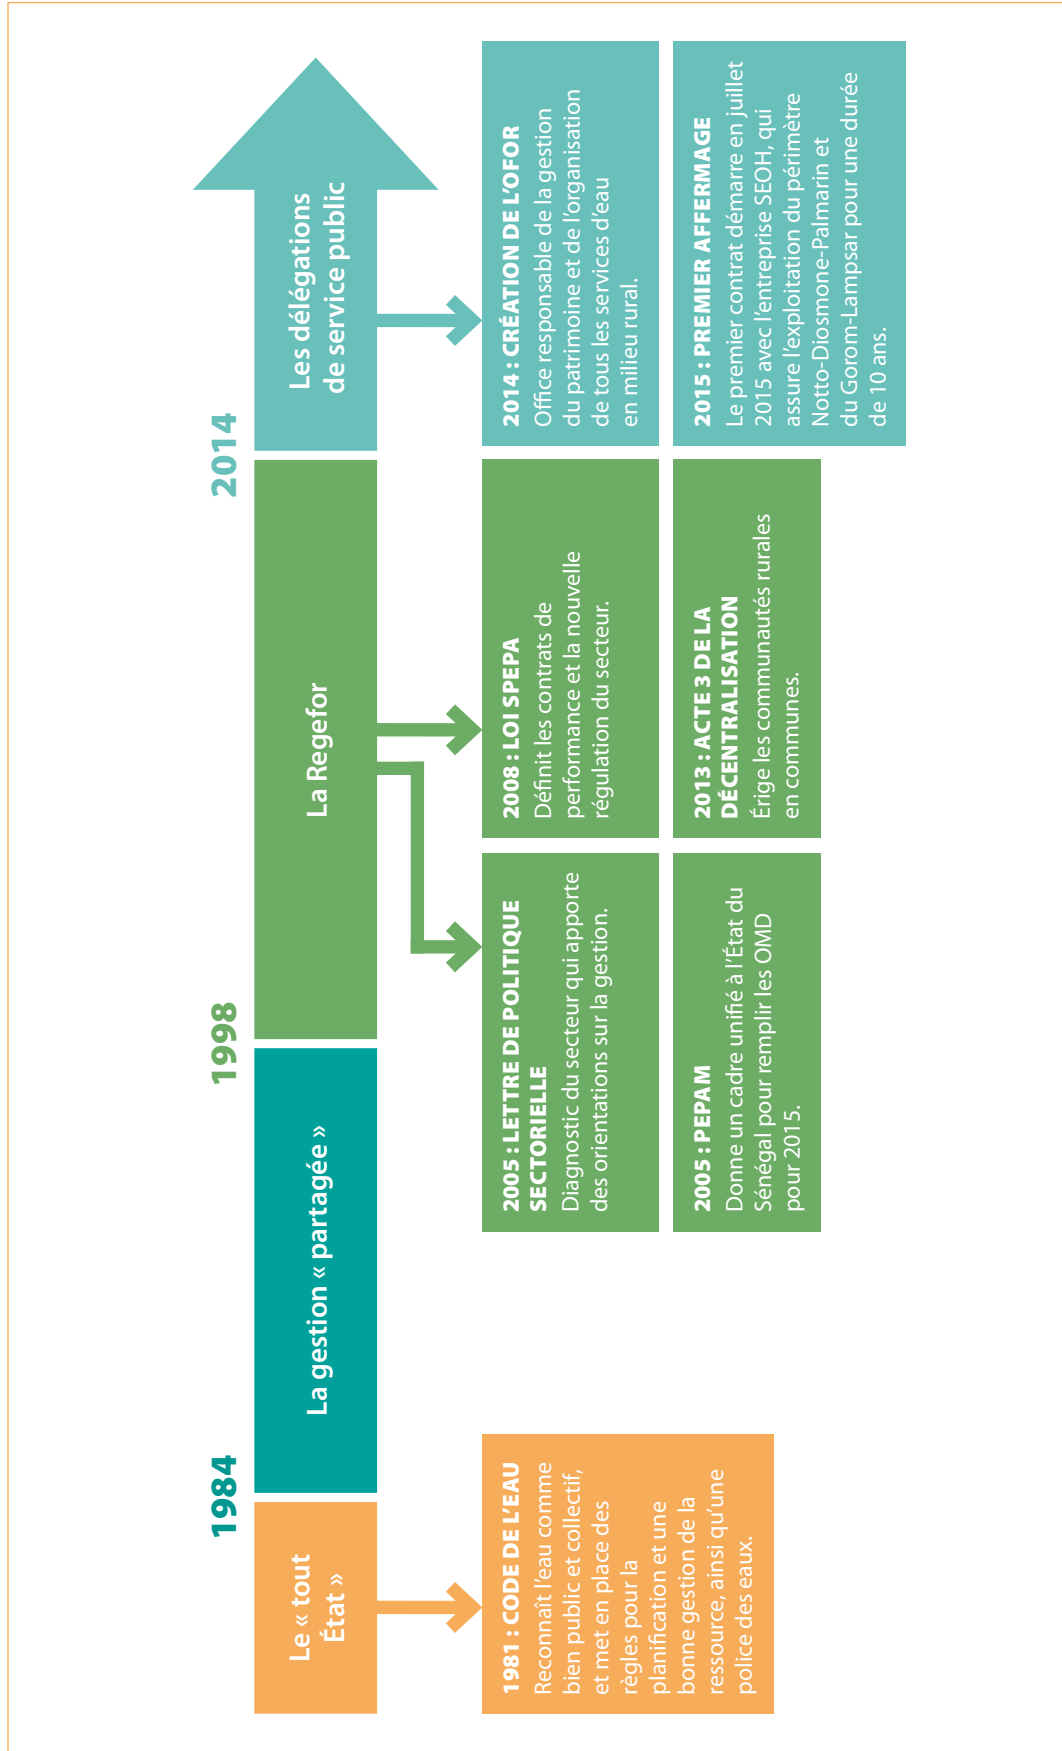 1984
1998
2014
Le « tout
État »
La gestion « partagée »
La Regefor
Les délégations
de service public
1981 : CODE DE L'EAU
Reconnaît l'eau comme
bien public et collectif,
et met en place des
règles pour la
planification et une
bonne gestion de la
ressource, ainsi qu'une
police des eaux.
2005 : LETTRE DE POLITIQUE
SECTORIELLE
Diagnostic du secteur qui apporte
des orientations sur la gestion.
2005 : PEPAM
Donne un cadre unifié à l'État du
Sénégal pour remplir les OMD
pour 2015.
2008 : LOI SPEPA
Définit les contrats de
performance et la nouvelle
régulation du secteur.
2013 : ACTE 3 DE LA
DÉCENTRALISATION
Érige les communautés rurales
en communes.
2014 : CRÉATION DE L'OFOR
Office responsable de la gestion
du patrimoine et de l'organisation
de tous les services d'eau
en milieu rural.
2015 : PREMIER AFFERMAGE
Le premier contrat démarre en juillet
2015 avec l'entreprise SEOH, qui
assure l'exploitation du périmètre
Notto-Diosmone-Palmarin et
du Gorom-Lampsar pour une durée
de 10 ans.